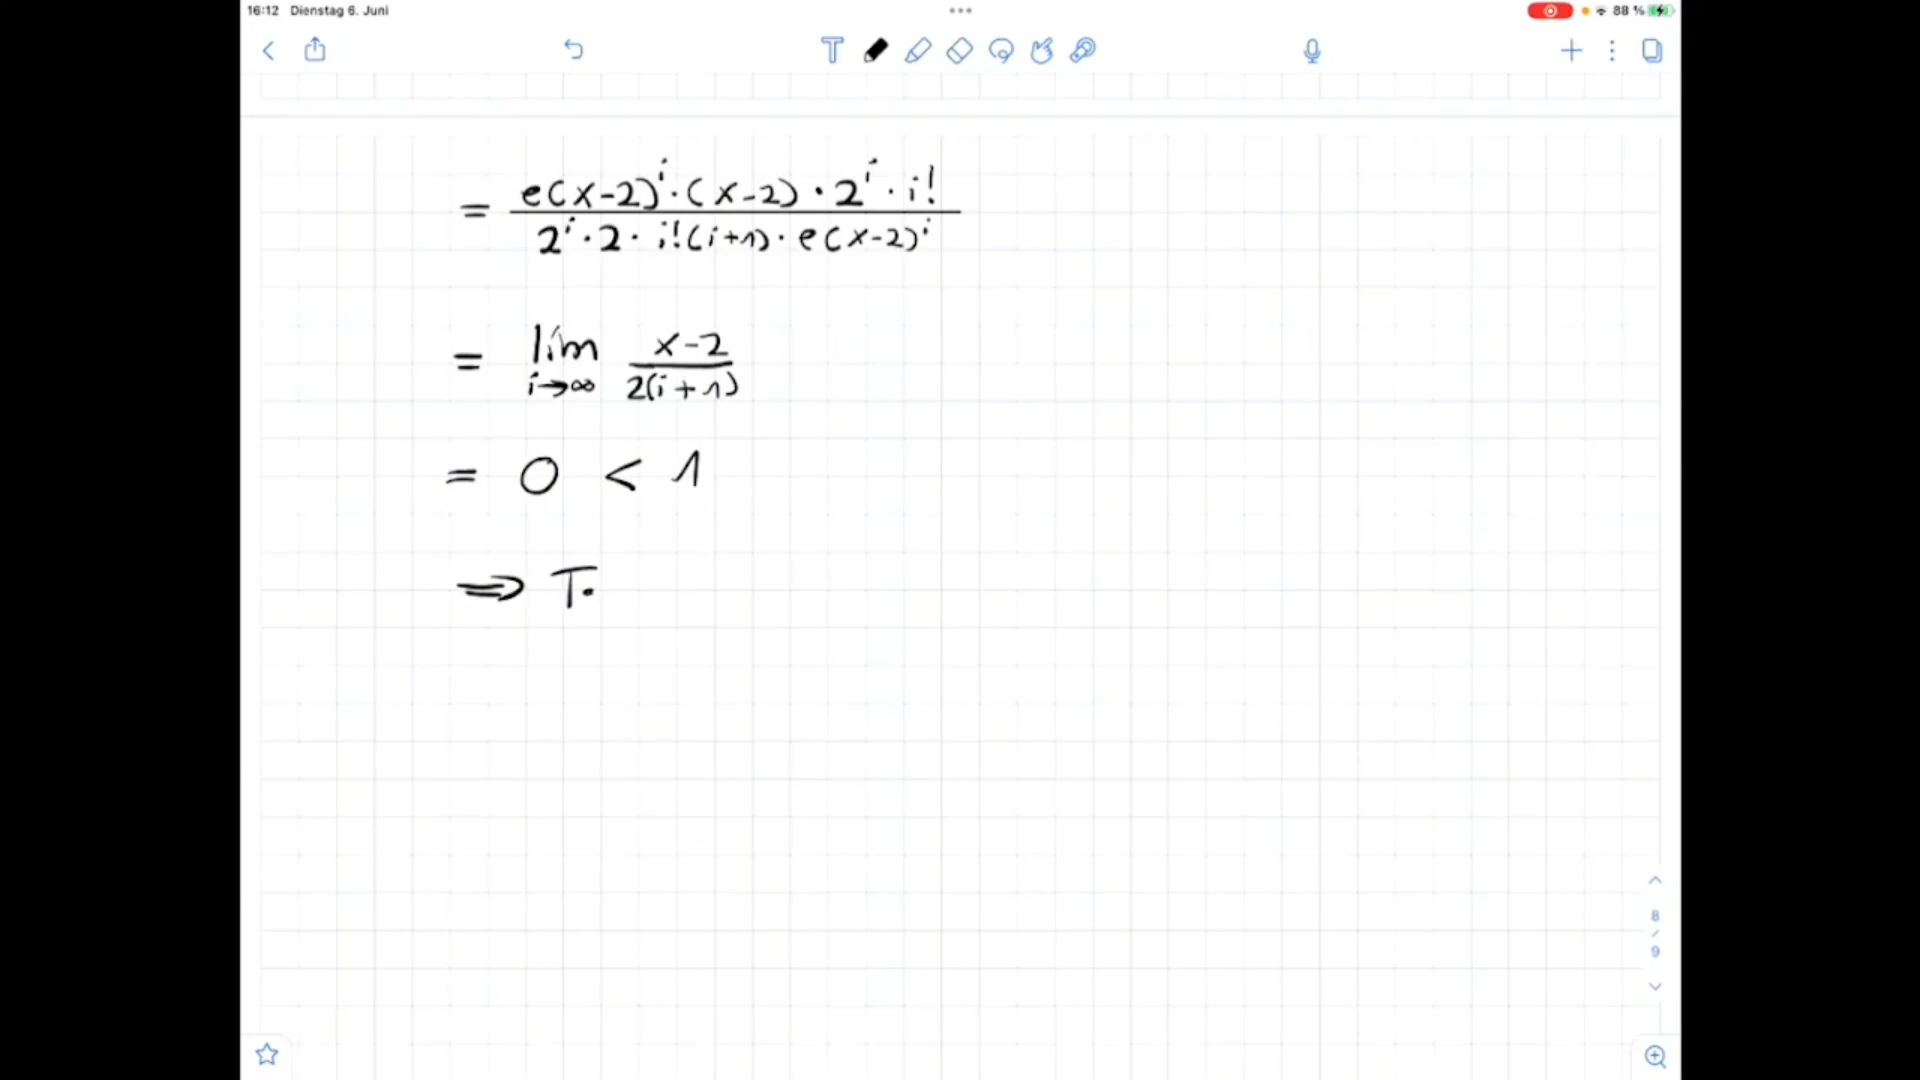 16:12 Dienstag 6. Juni 88 %
= e(x-2)^i · (x-2) · 2^i · i! / 2^i · 2 · i!(i+1) · e(x-2)^i
= lim i→∞ x-2 / 2(i+1)
= 0 < 1
⇒ T.
8 / 9